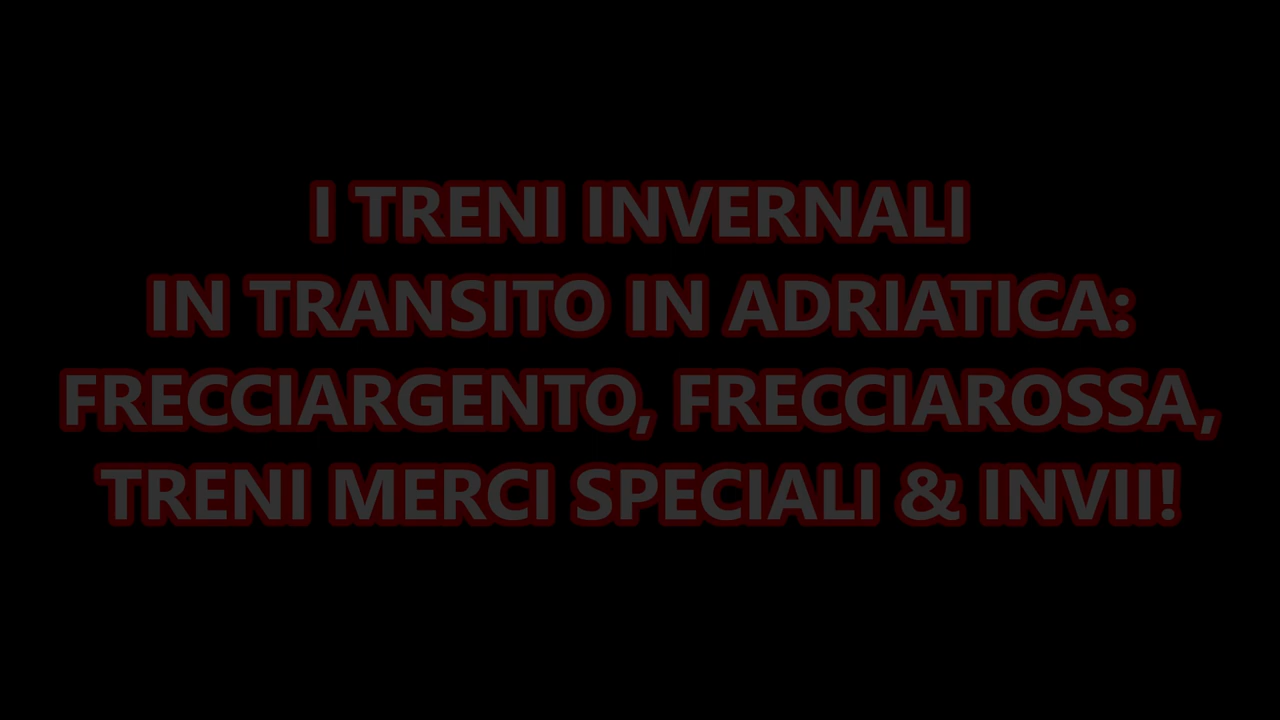 I TRENI INVERNALI
IN TRANSITO IN ADRIATICA:
FRECCIARGENTO, FRECCIAROSSA,
TRENI MERCI SPECIALI & INVII!